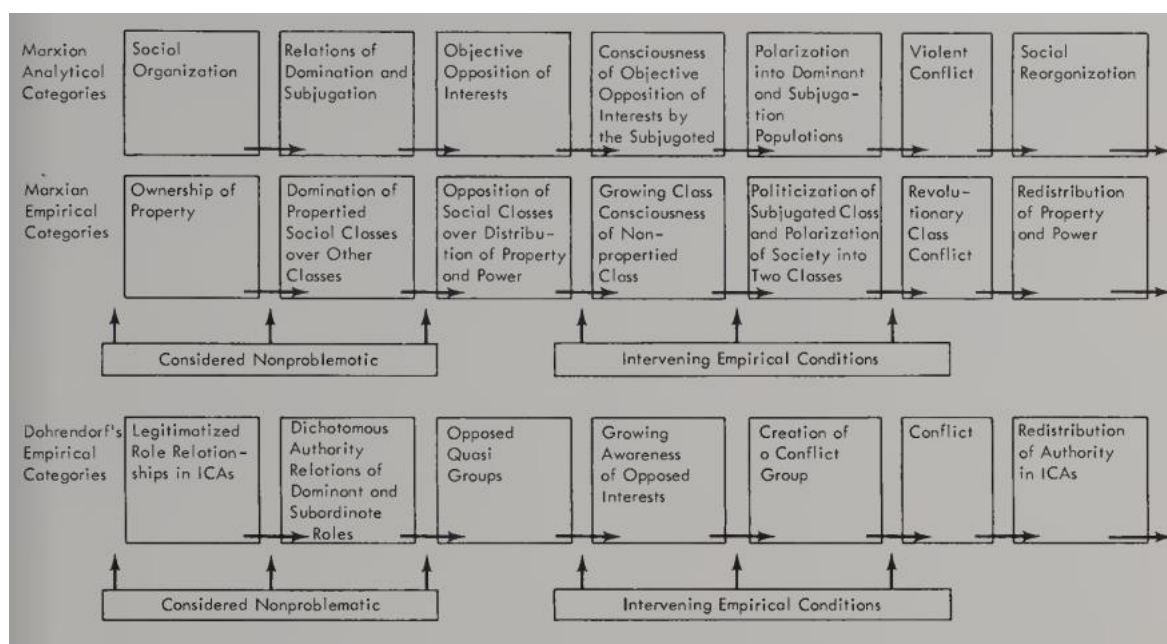 Marxian
Analytical
Categories
Social
Organization
Relations of
Domination and
Subjugation
Objective
Opposition of
Interests
Consciousness
of Objective
Opposition of
Interests by
the Subjugoted
Polarization
into Dominant
and Subjuga-
tion
Populotions
Violent
Conflict
Social
Reorgonizotion
Marxion
Empirical
Categories
Ownership of
Property
Domination of
Propertied
Social Classes
over Other
Classes
Opposition of
Social Classes
over Distribu-
tion of Property
and Power
Growing Class
Consciousness
of Non-
propertied
Class
Politicization of
Subjugated Class
and Polarization
of Society into
Two Classes
Revolu-
tionary
Class
Conflict
Redistribution
of Property
and Power
Considered Nonproblemotic
Intervening Empirical Conditions
Dohrendorf's
Empirical
Categories
Legitimatized
Role Relation-
ships in ICAs
Dichotomous
Authority
Relations of
Dominant and
Subordinate
Roles
Opposed
Quasi
Groups
Growing
Awareness
of Opposed
Interests
Creation of
o Conflict
Group
Conflict
Redistribution
of Authority
in ICAs
Considered Nonproblematic
Intervening Empirical Conditions